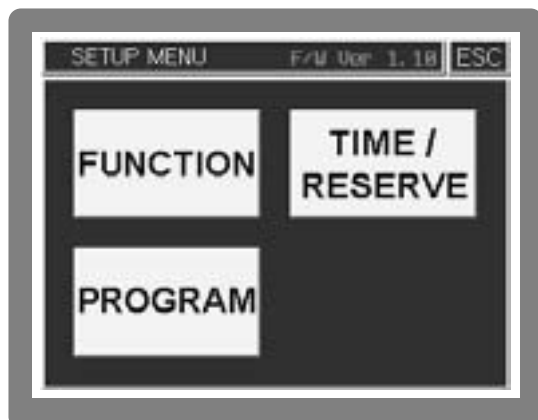 SETUP MENU F/W Ver 1.10 ESC
FUNCTION
TIME /
RESERVE
PROGRAM